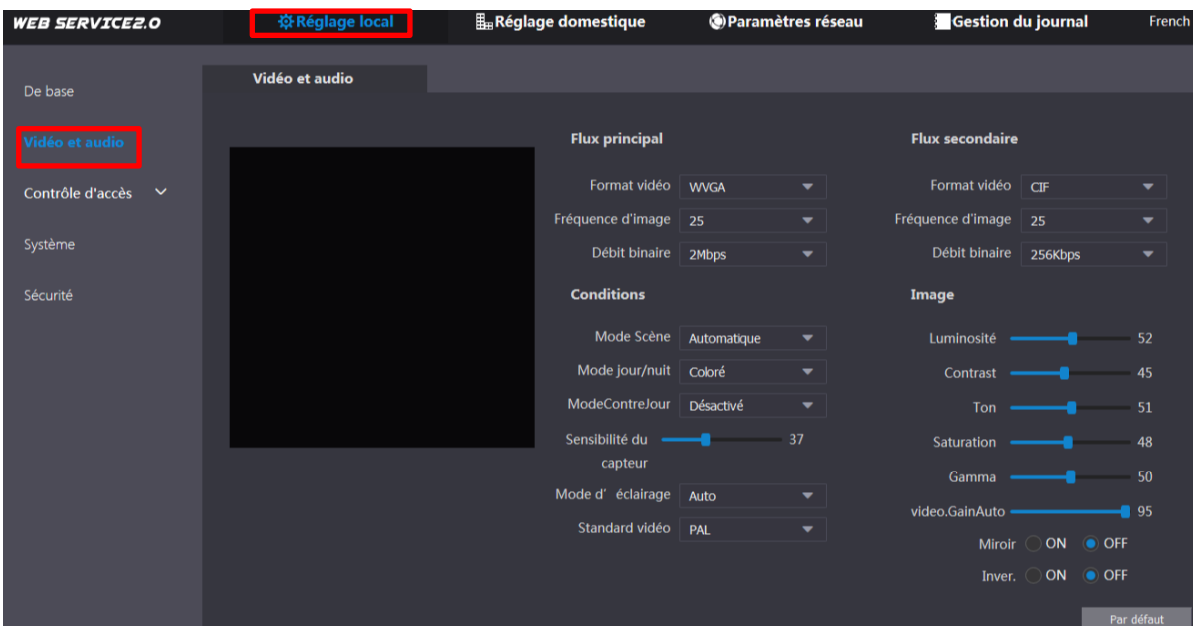 WEB SERVICE2.0 Réglage local Réglage domestique Paramètres réseau Gestion du journal French
De base
Vidéo et audio
Contrôle d'accès
Système
Sécurité
Vidéo et audio
Flux principal
Format vidéo WVGA
Fréquence d'image 25
Débit binaire 2Mbps
Flux secondaire
Format vidéo CIF
Fréquence d'image 25
Débit binaire 256Kbps
Conditions
Mode Scène Automatique
Mode jour/nuit Coloré
ModeContreJour Désactivé
Sensibilité du 37
capteur
Mode d' éclairage Auto
Standard vidéo PAL
Image
Luminosité 52
Contrast 45
Ton 51
Saturation 48
Gamma 50
video.GainAuto 95
Miroir ON OFF
Inver. ON OFF
Par défaut